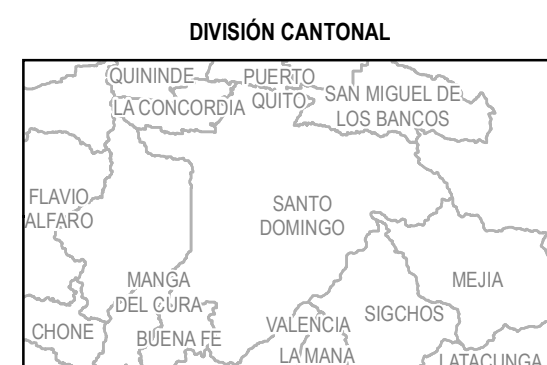 DIVISIÓN CANTONAL
QUININDE
PUERTO
QUITO
LA CONCORDIA
SAN MIGUEL DE
LOS BANCOS
FLAVIO
ALFARO
SANTO
DOMINGO
MANGA
DEL CURA
MEJIA
CHONE
BUENA FE
VALENCIA
SIGCHOS
LA MANA
LATACUNGA